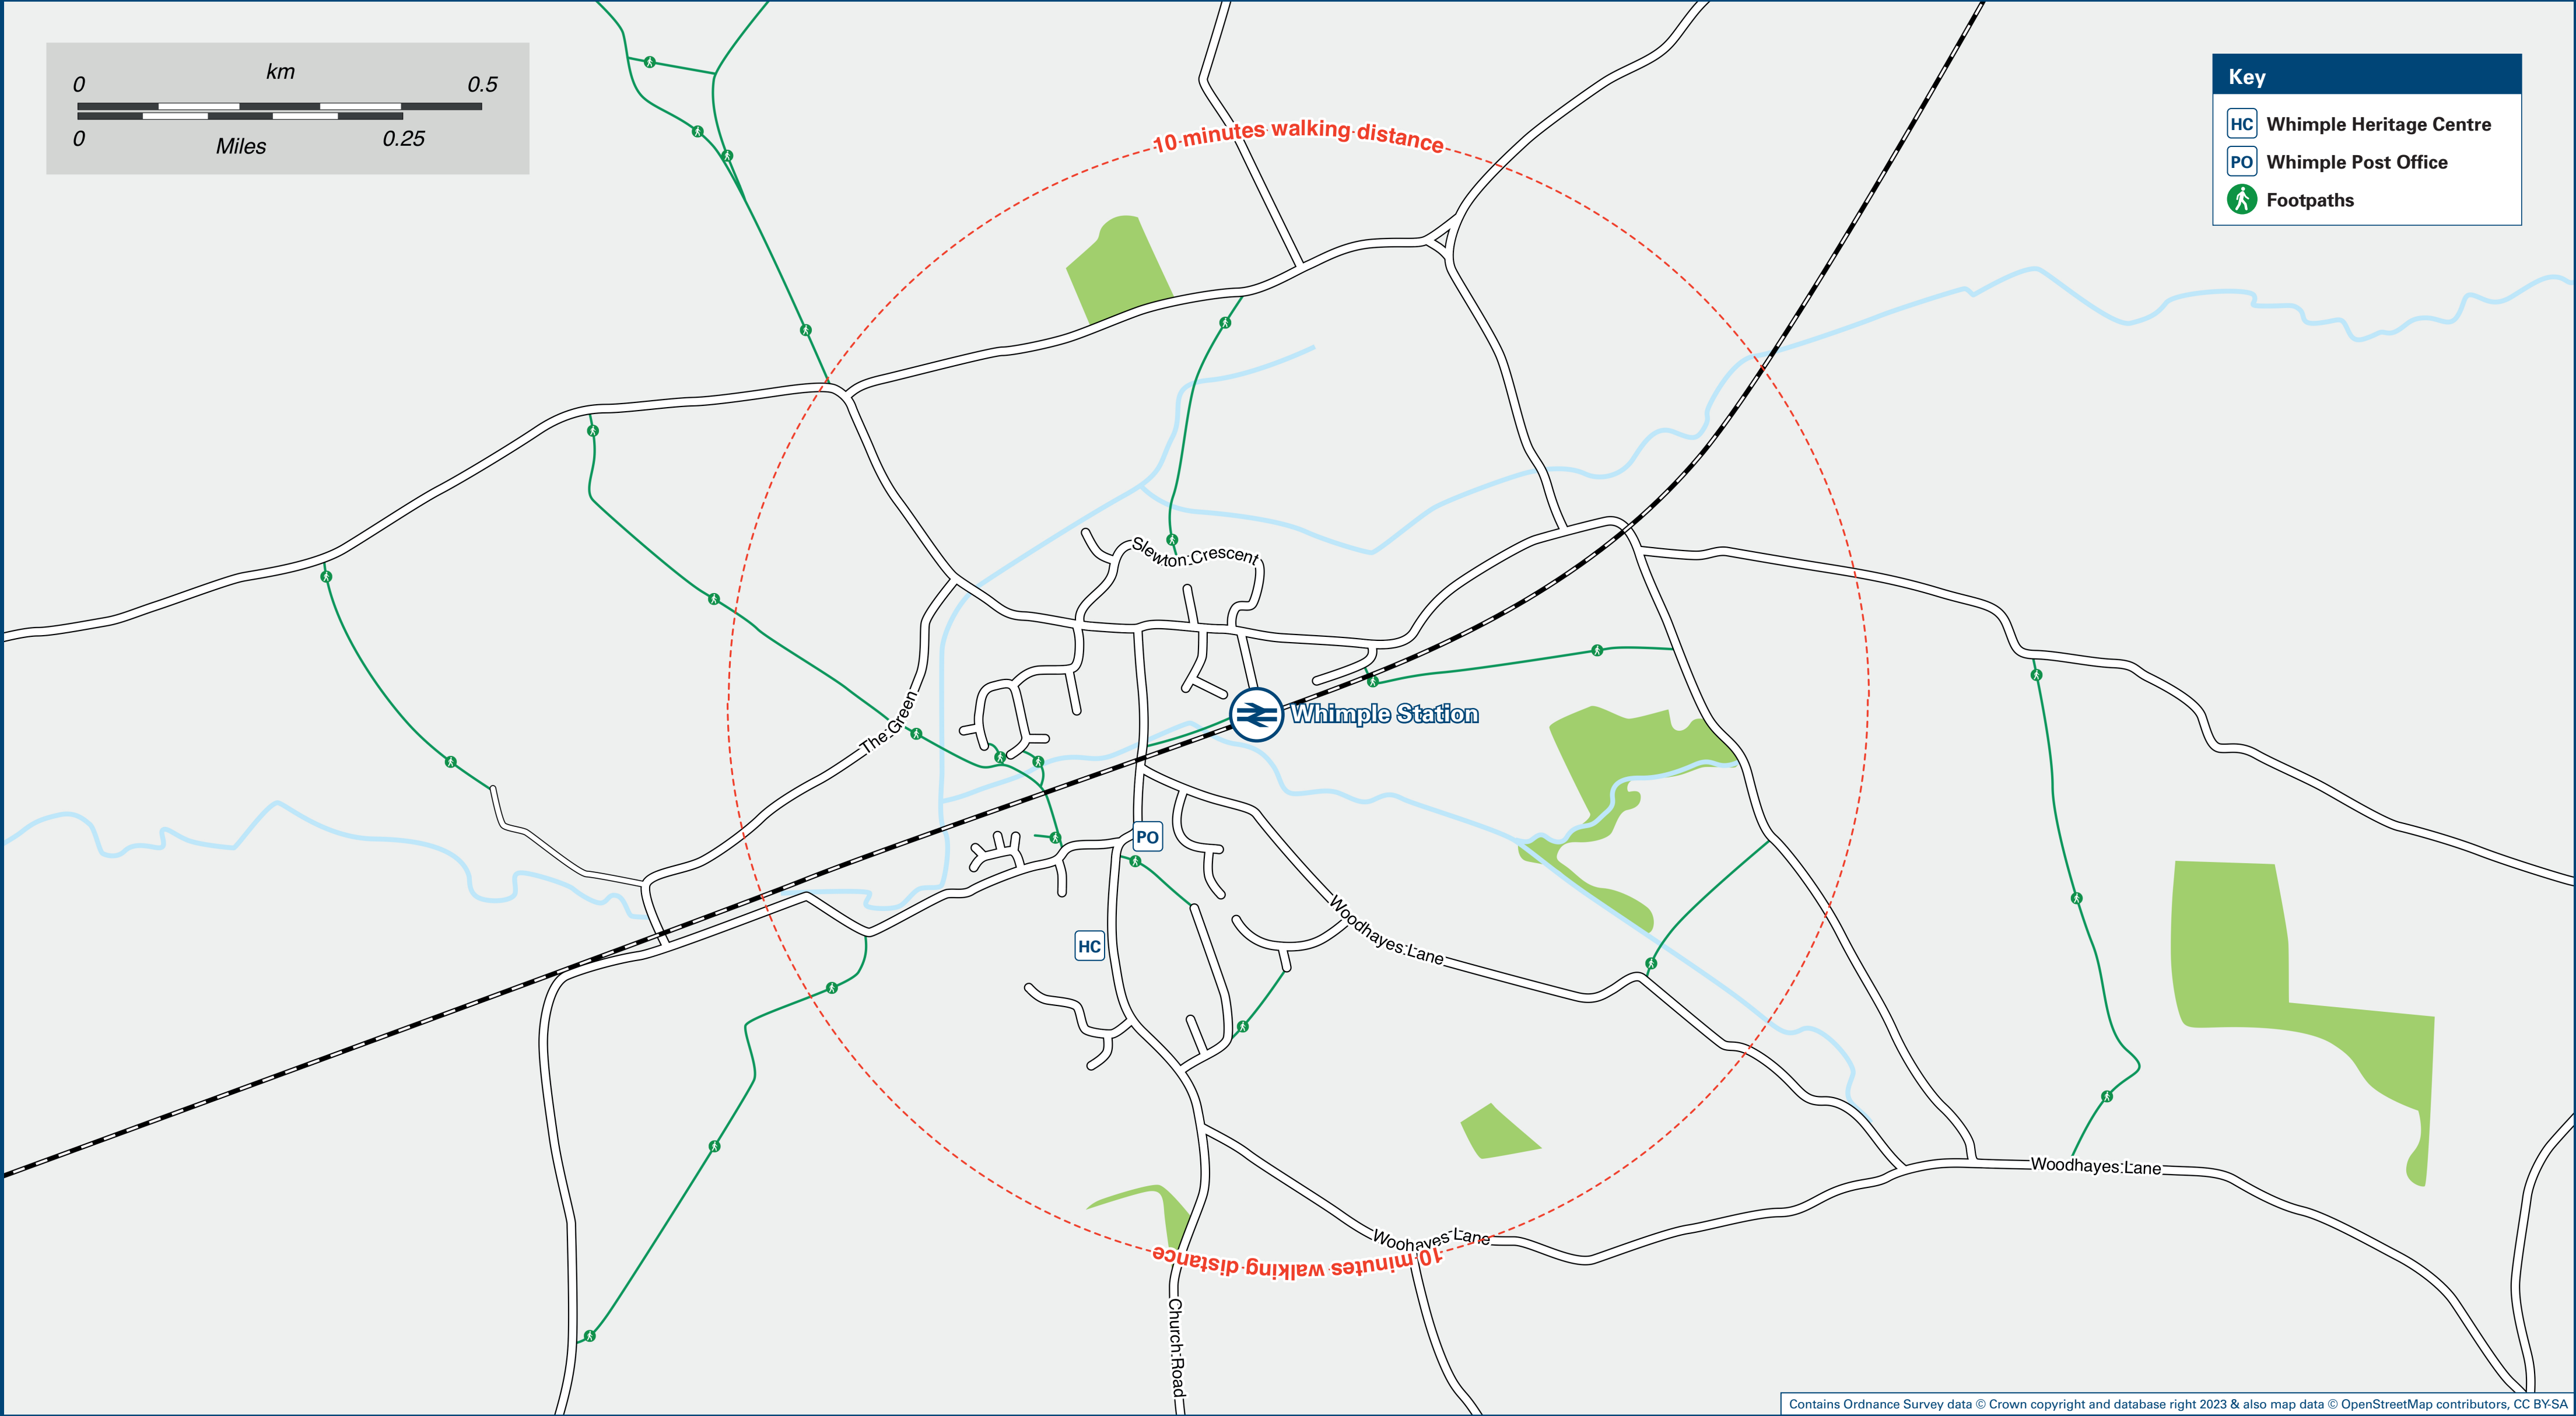 km
0 0.5
0 0.25
Miles
10 minutes walking distance
Key
HC Whimple Heritage Centre
PO Whimple Post Office
Footpaths
Slewton Crescent
The Green
Whimple Station
PO
HC
Woodhayes Lane
Woodhayes Lane
Woohayes Lane
10 minutes walking distance
Church Road
Contains Ordnance Survey data © Crown copyright and database right 2023 & also map data © OpenStreetMap contributors, CC BY-SA